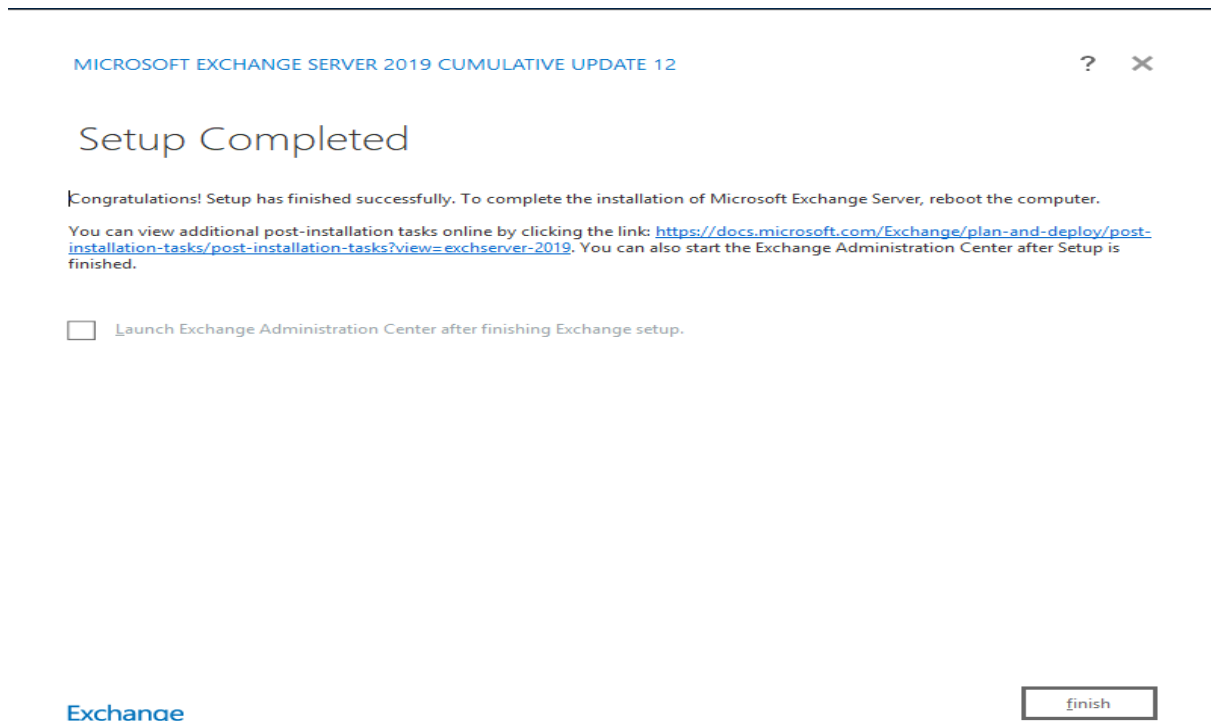 MICROSOFT EXCHANGE SERVER 2019 CUMULATIVE UPDATE 12
?
Setup Completed
Congratulations! Setup has finished successfully. To complete the installation of Microsoft Exchange Server, reboot the computer.
You can view additional post-installation tasks online by clicking the link: https://docs.microsoft.com/Exchange/plan-and-deploy/post-
installation-tasks/post-installation-tasks?view=exchserver-2019. You can also start the Exchange Administration Center after Setup is
finished.
Launch Exchange Administration Center after finishing Exchange setup.
Exchange
finish